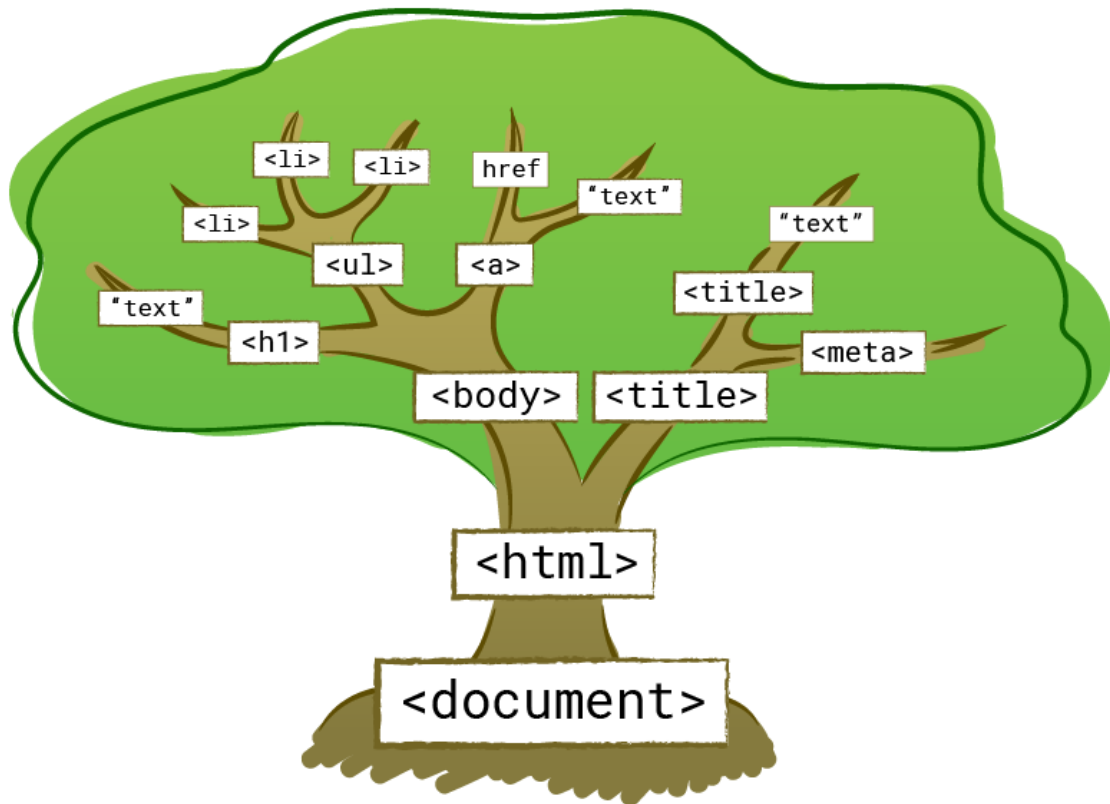 <li>
<li>
href
"text"
<li>
"text"
<ul>
<a>
<title>
"text"
<h1>
<meta>
<body>
<title>
<html>
<document>